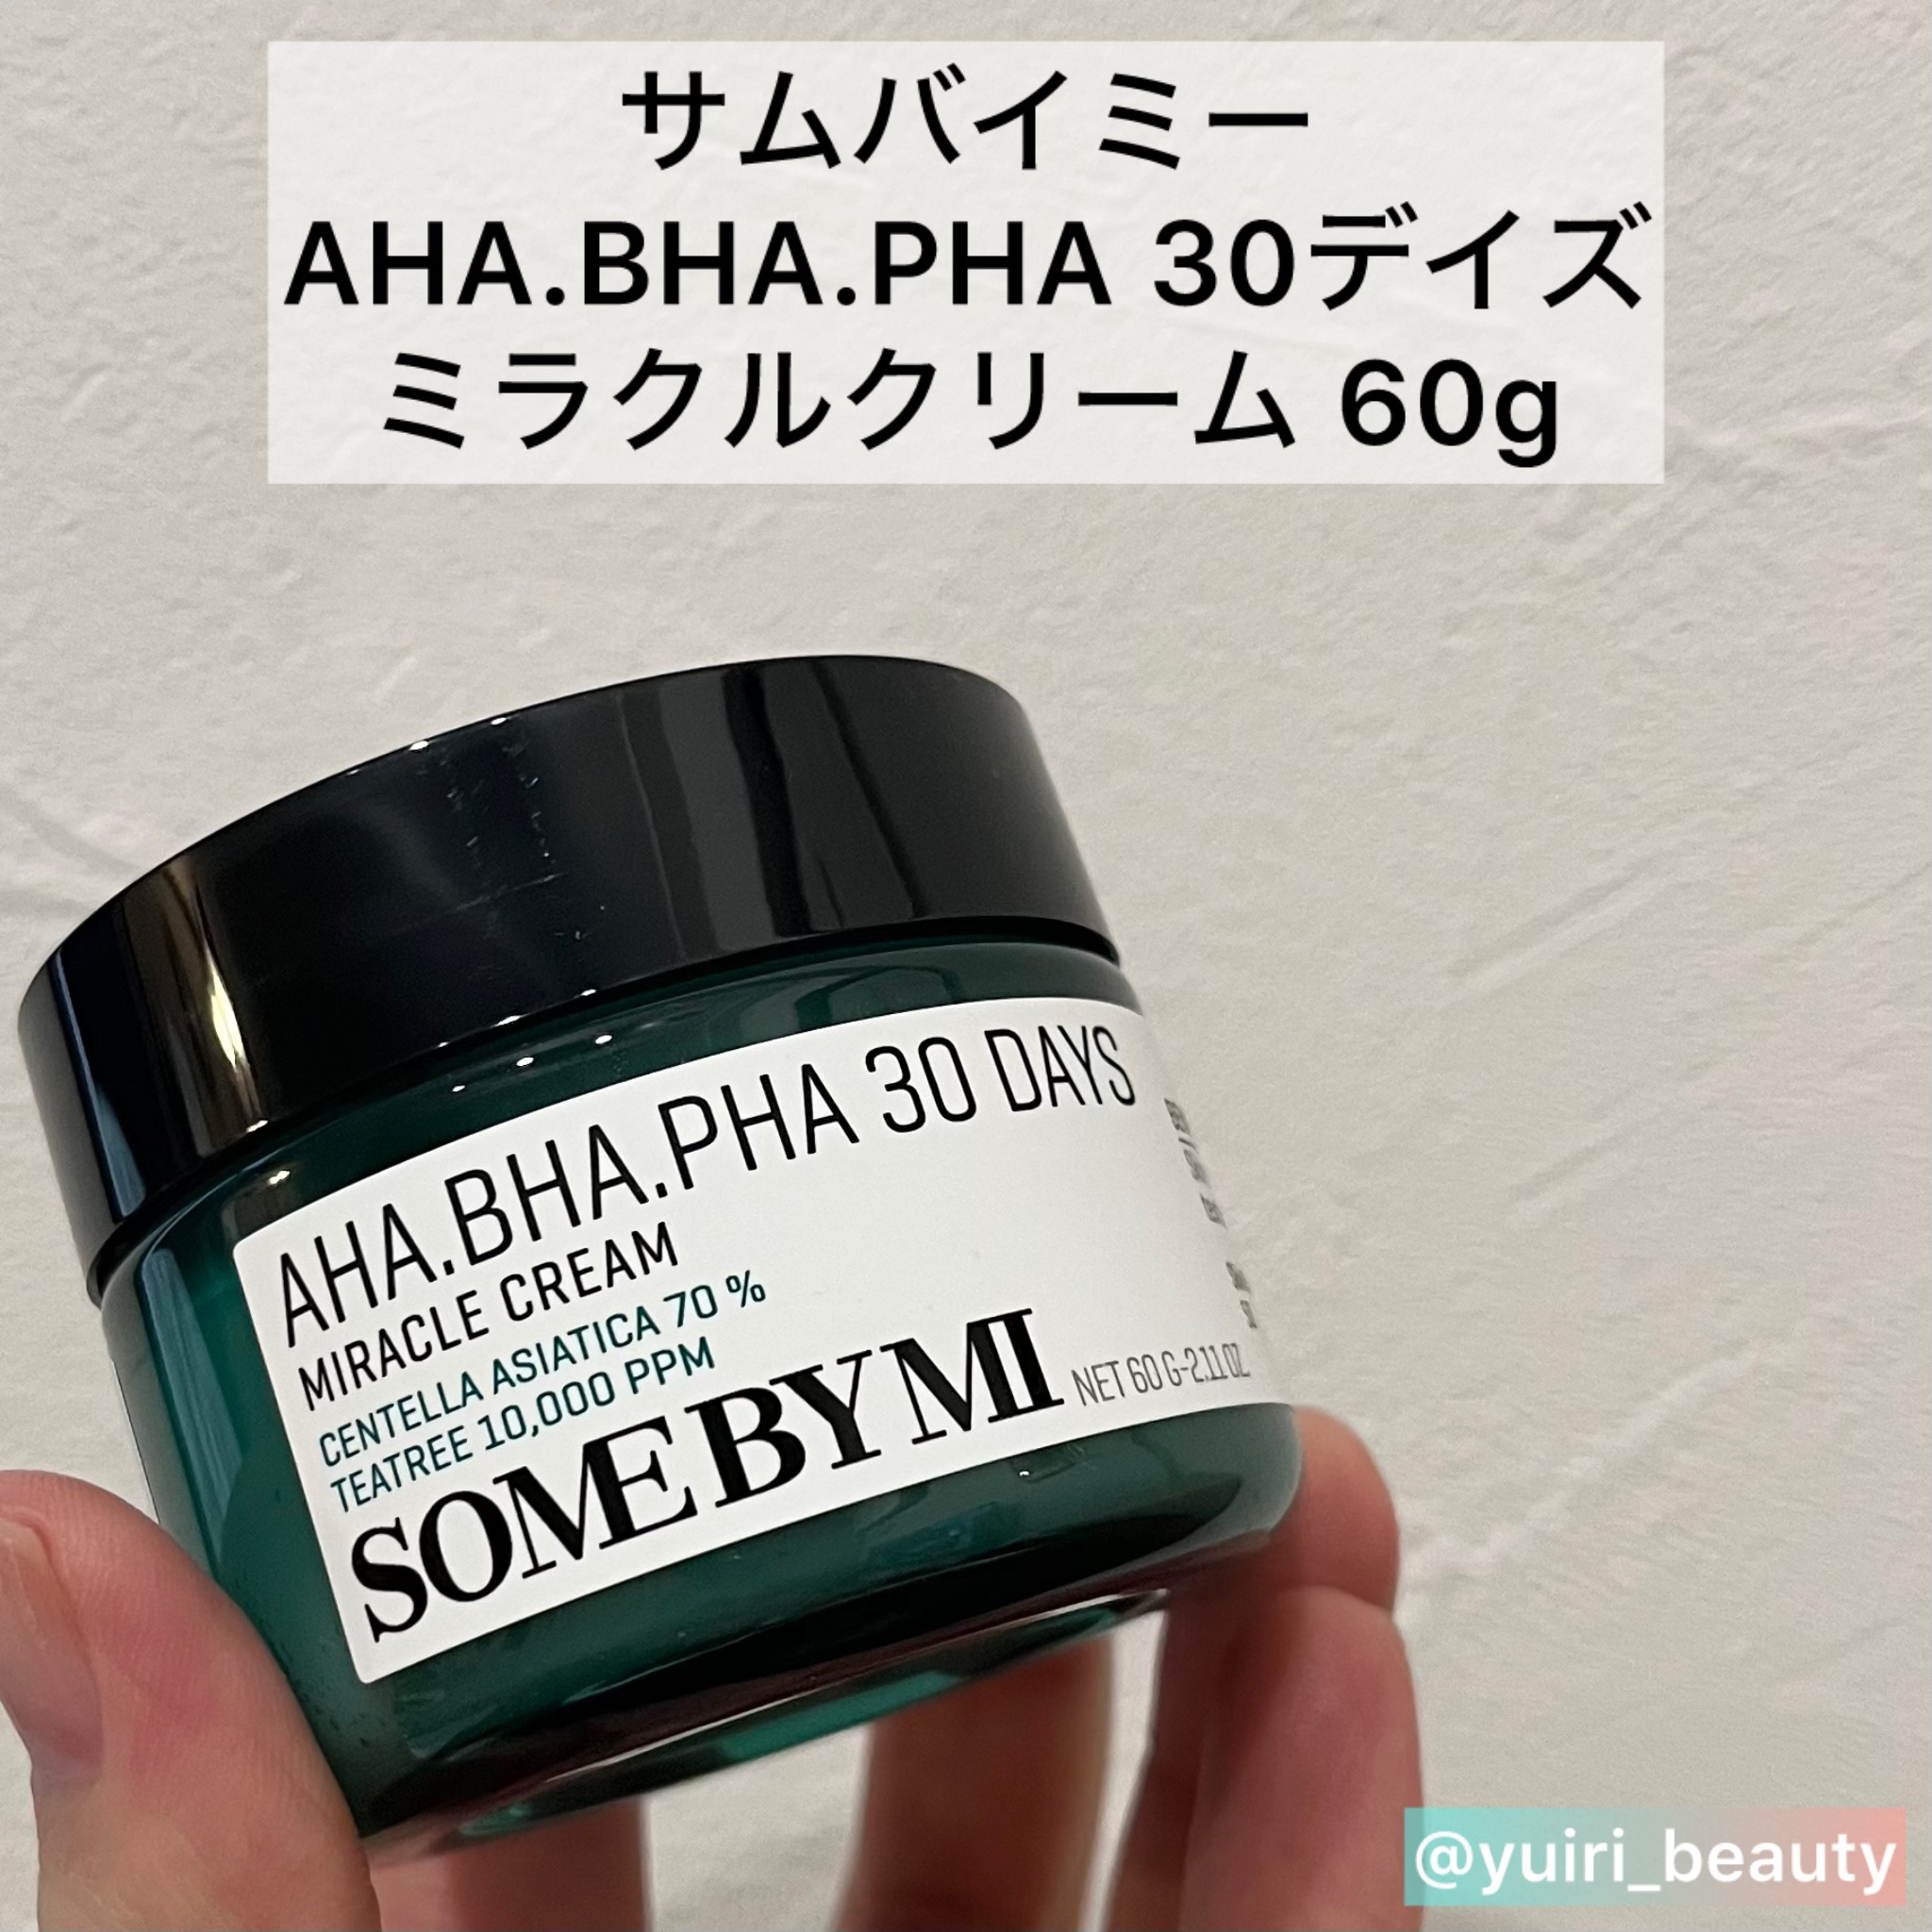 サムバイミー
AHA.BHA.PHA 30デイズ
ミラクルクリーム 60g
AHA.BHA.PHA 30 DAYS
MIRACLE CREAM
CENTELLA ASIATICA 70 %
TEATREE 10,000 PPM
SOME BY MI
NET 60 G-2.11 OZ
@yuiri_beauty